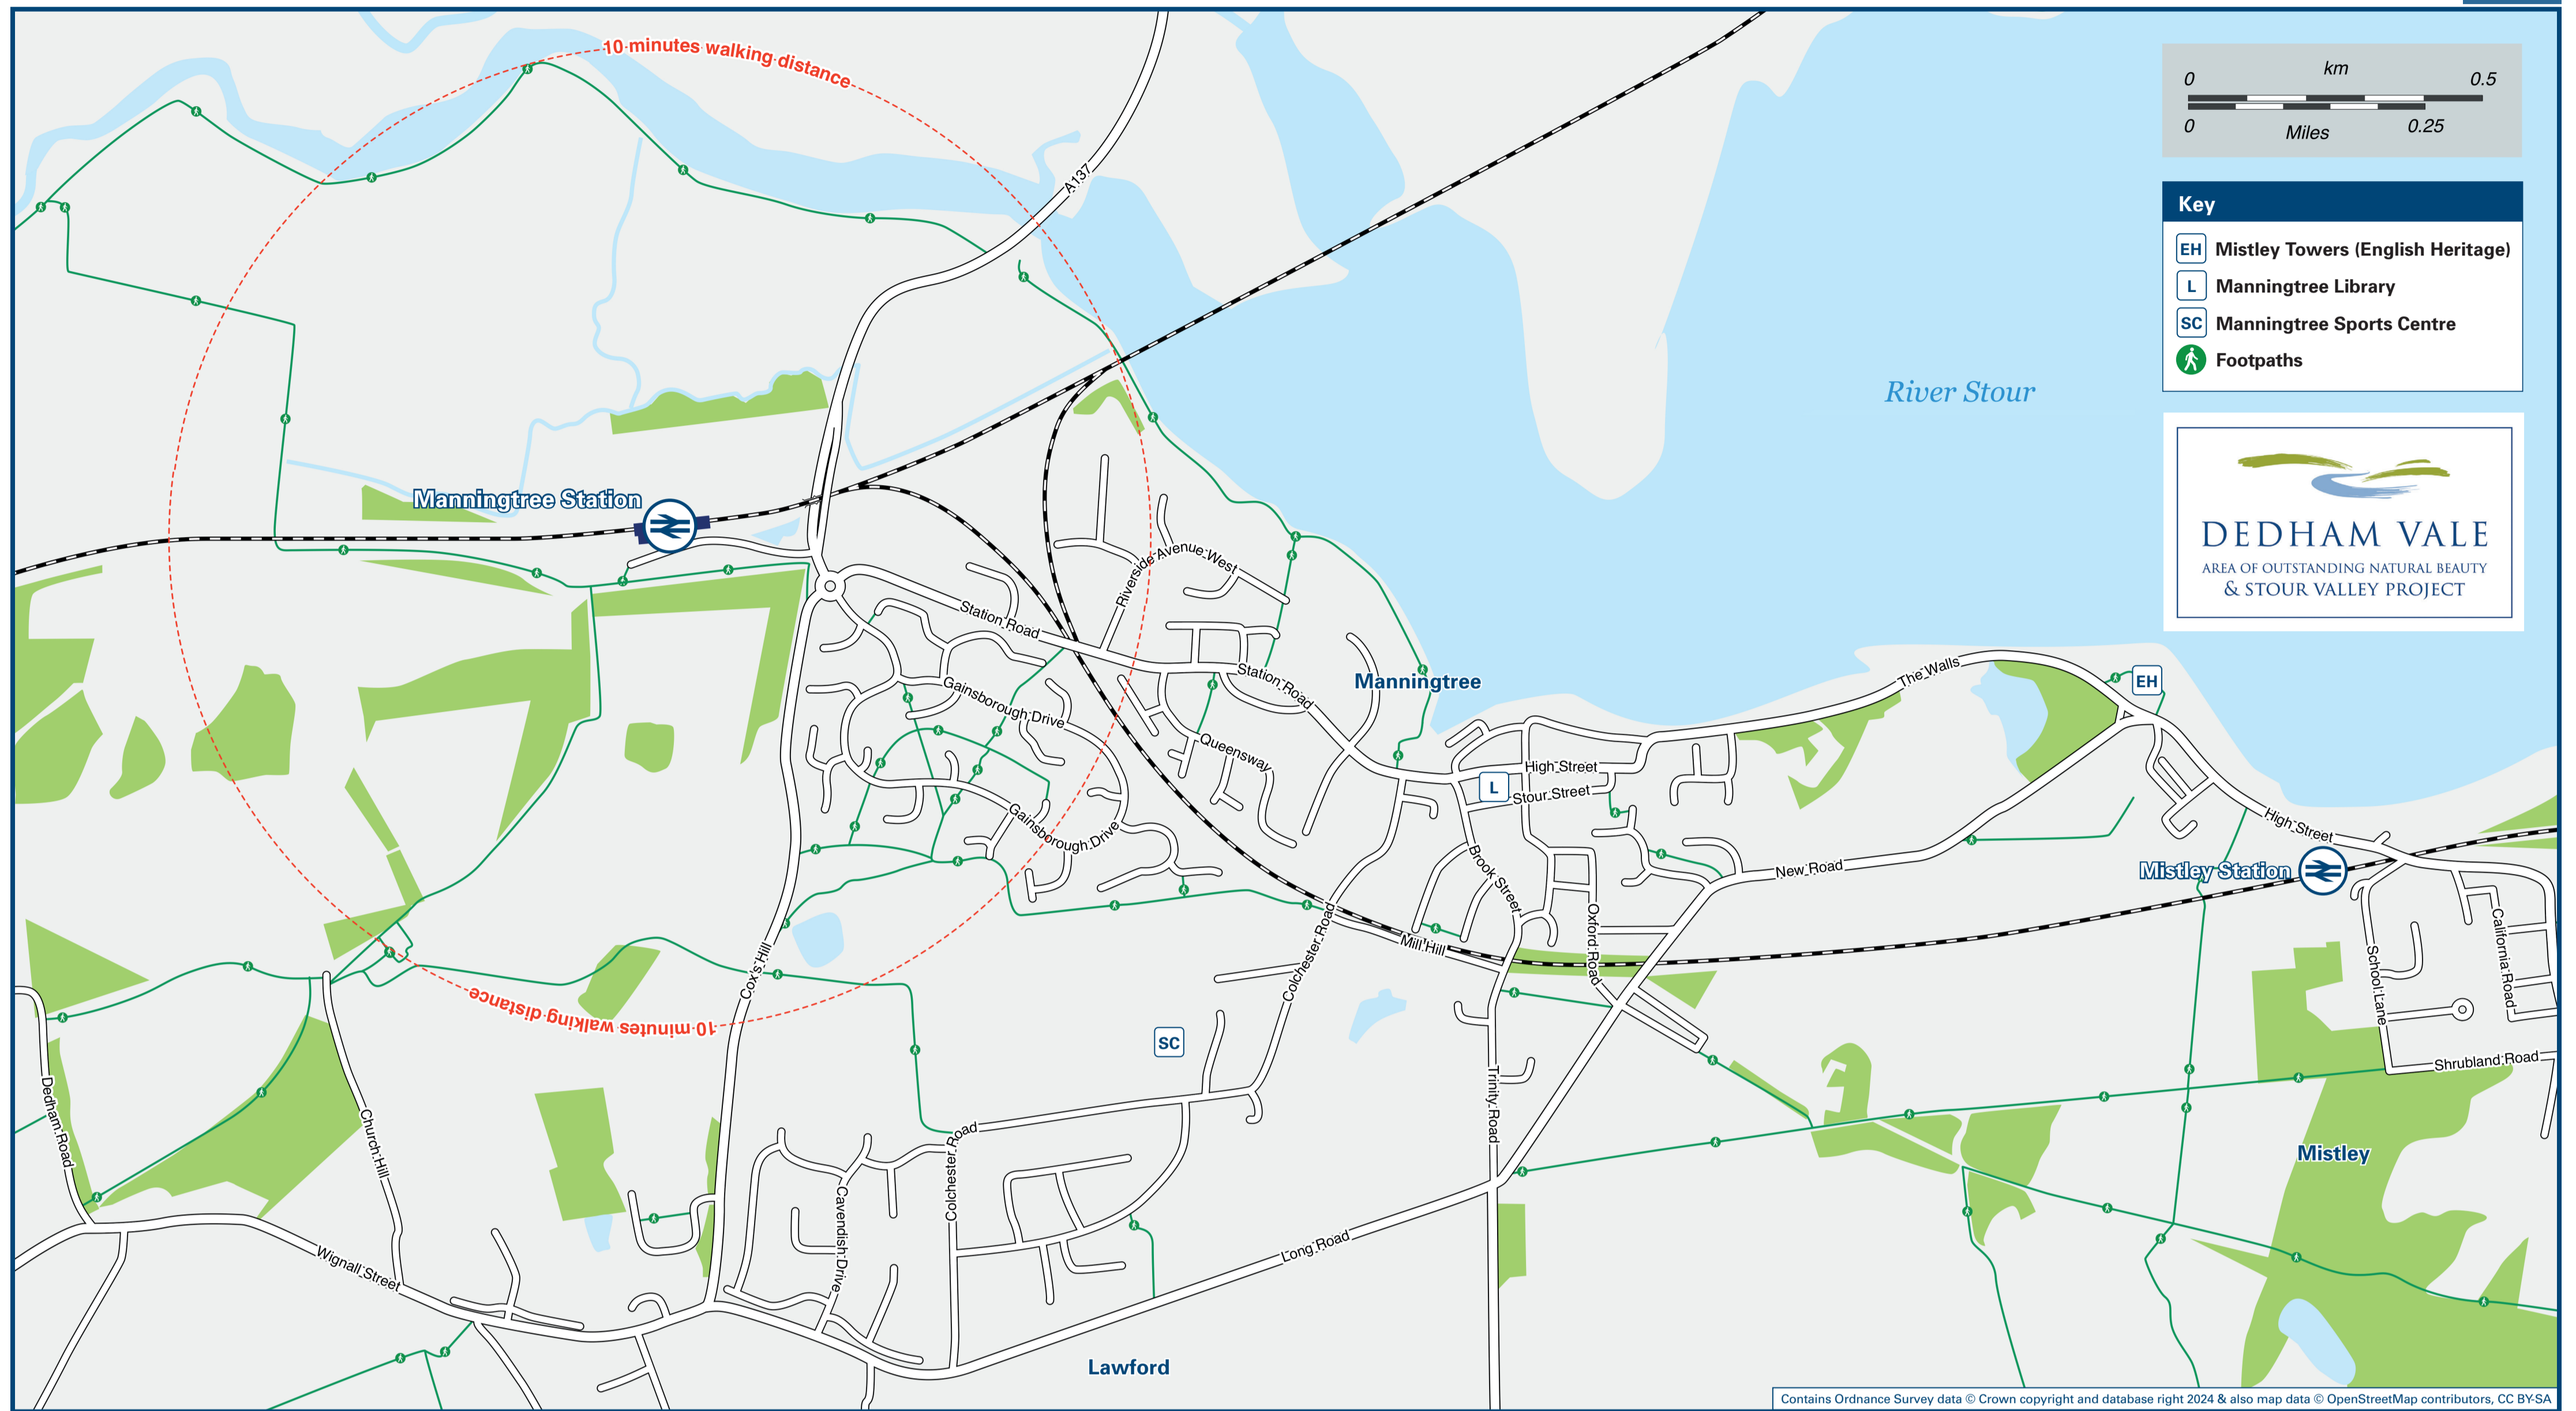 10 minutes walking distance
A137
0 km 0.5
0 Miles 0.25
Key
EH Mistley Towers (English Heritage)
L Manningtree Library
SC Manningtree Sports Centre
Footpaths
River Stour
DEDHAM VALE
AREA OF OUTSTANDING NATURAL BEAUTY
& STOUR VALLEY PROJECT
Manningtree Station
Riverside Avenue West
Station Road
Station Road
Manningtree
The Walls
EH
Gainsborough Drive
Queensway
High Street
L
Stour Street
Gainsborough Drive
High Street
Brook Street
New Road
Mistley Station
Oxford Road
Colchester Road
Mill Hill
Cox's Hill
School Lane
California Road
10 minutes walking distance
SC
Dedham Road
Church Hill
Trinity Road
Shrubland Road
Colchester Road
Mistley
Cavendish Drive
Long Road
Wignall Street
Lawford
Contains Ordnance Survey data © Crown copyright and database right 2024 & also map data © OpenStreetMap contributors, CC BY-SA